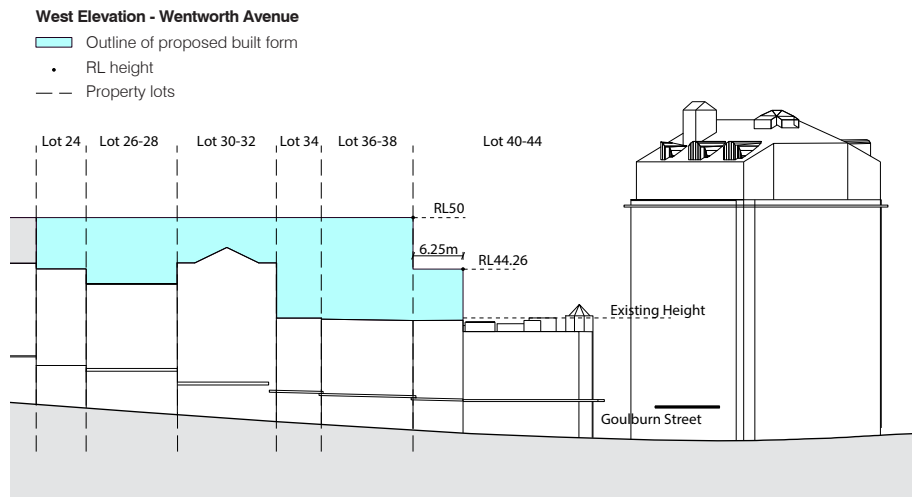 West Elevation - Wentworth Avenue
Outline of proposed built form
RL height
Property lots
Lot 24 Lot 26-28 Lot 30-32 Lot 34 Lot 36-38 Lot 40-44
RL50
6.25m
RL44.26
Existing Height
Goulburn Street